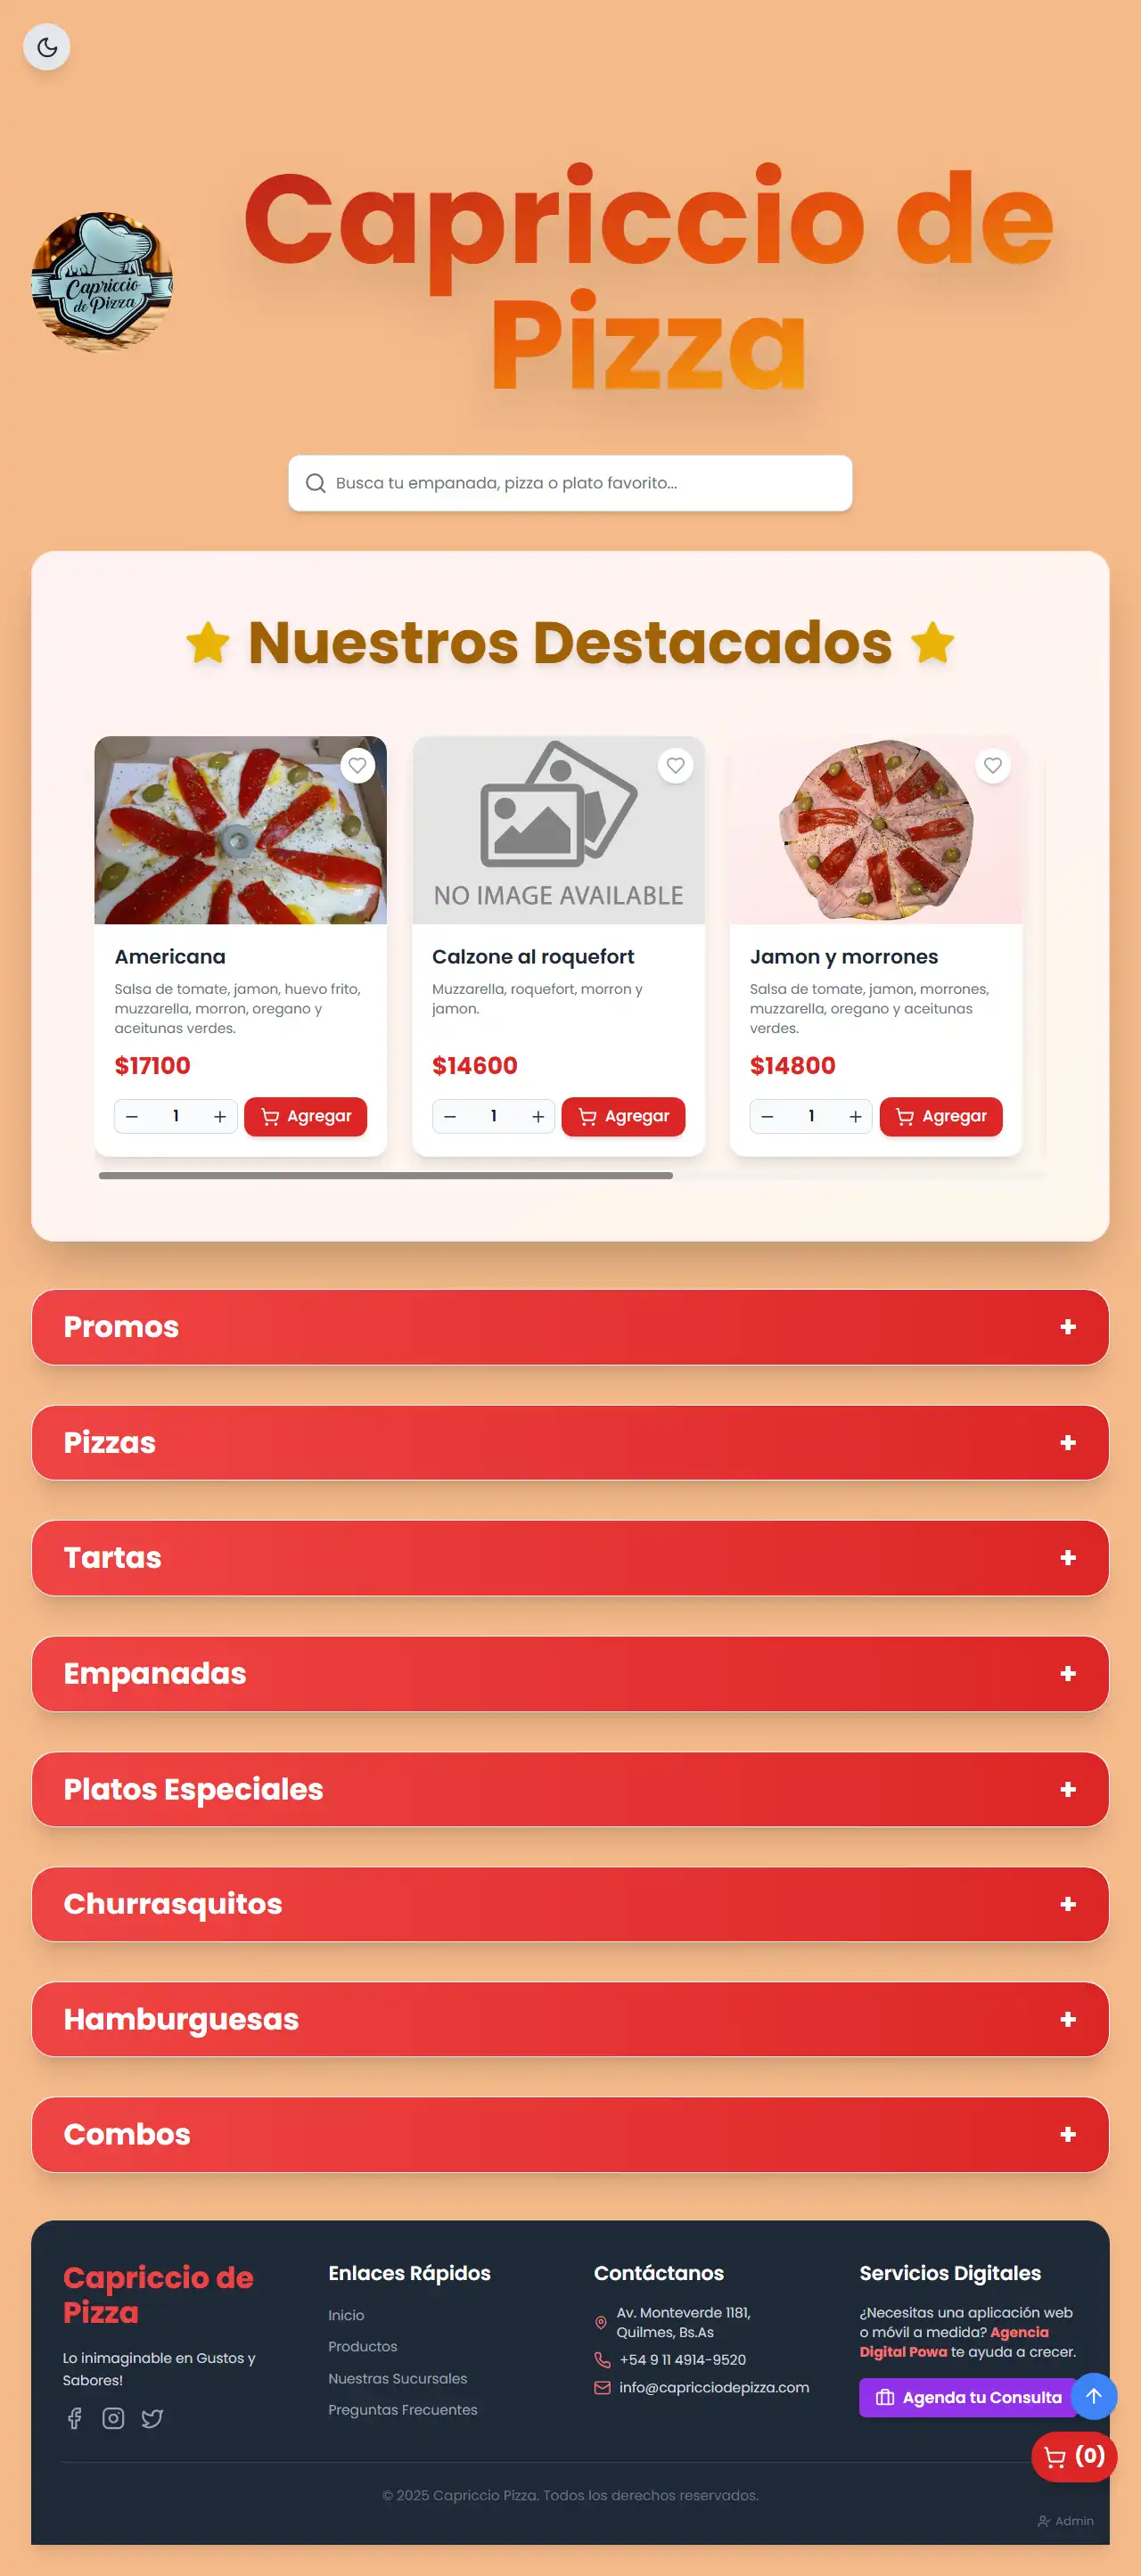 Capriccio
de Pizza
Capriccio de
Pizza
Busca tu empanada, pizza o plato favorito...
Nuestros Destacados
NO IMAGE AVAILABLE
Americana
Salsa de tomate, jamon, huevo frito,
muzzarella, morron, oregano y
aceitunas verdes.
$17100
1
Agregar
Calzone al roquefort
Muzzarella, roquefort, morron y
jamon.
$14600
1
Agregar
Jamon y morrones
Salsa de tomate, jamon, morrones,
muzzarella, oregano y aceitunas
verdes.
$14800
1
Agregar
Promos +
Pizzas +
Tartas +
Empanadas +
Platos Especiales +
Churrasquitos +
Hamburguesas +
Combos +
Capriccio de
Pizza
Lo inimaginable en Gustos y
Sabores!
Enlaces Rápidos
Inicio
Productos
Nuestras Sucursales
Preguntas Frecuentes
Contáctanos
Av. Monteverde 1181,
Quilmes, Bs.As
+54 9 11 4914-9520
info@capricciodepizza.com
Servicios Digitales
¿Necesitas una aplicación web
o móvil a medida? Agencia
Digital Powa te ayuda a crecer.
Agenda tu Consulta
(0)
© 2025 Capriccio Pizza. Todos los derechos reservados.
Admin